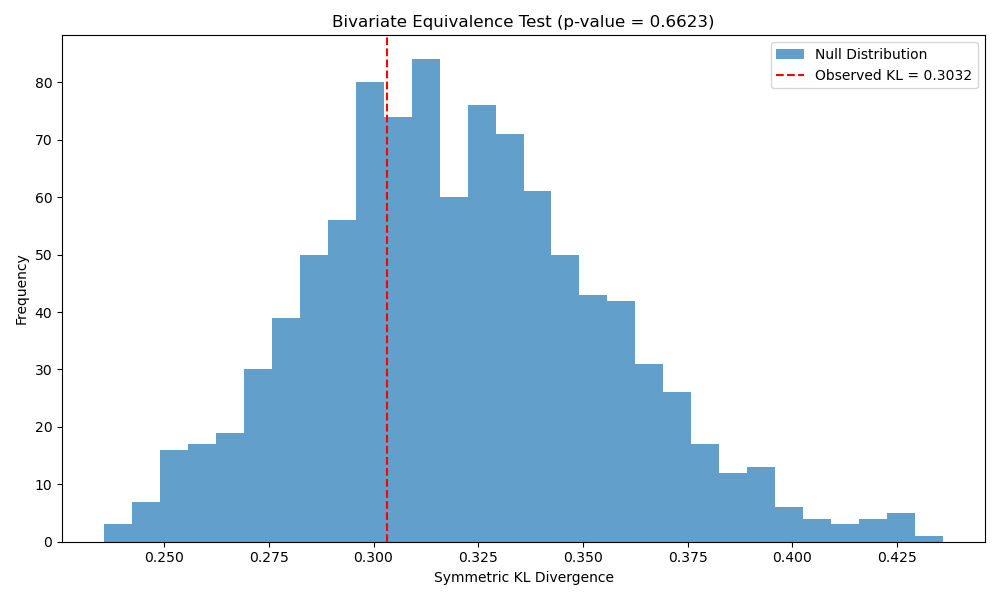 Bivariate Equivalence Test (p-value = 0.6623)
Null Distribution
Observed KL = 0.3032
Frequency
80
70
60
50
40
30
20
10
0
0.250 0.275 0.300 0.325 0.350 0.375 0.400 0.425
Symmetric KL Divergence